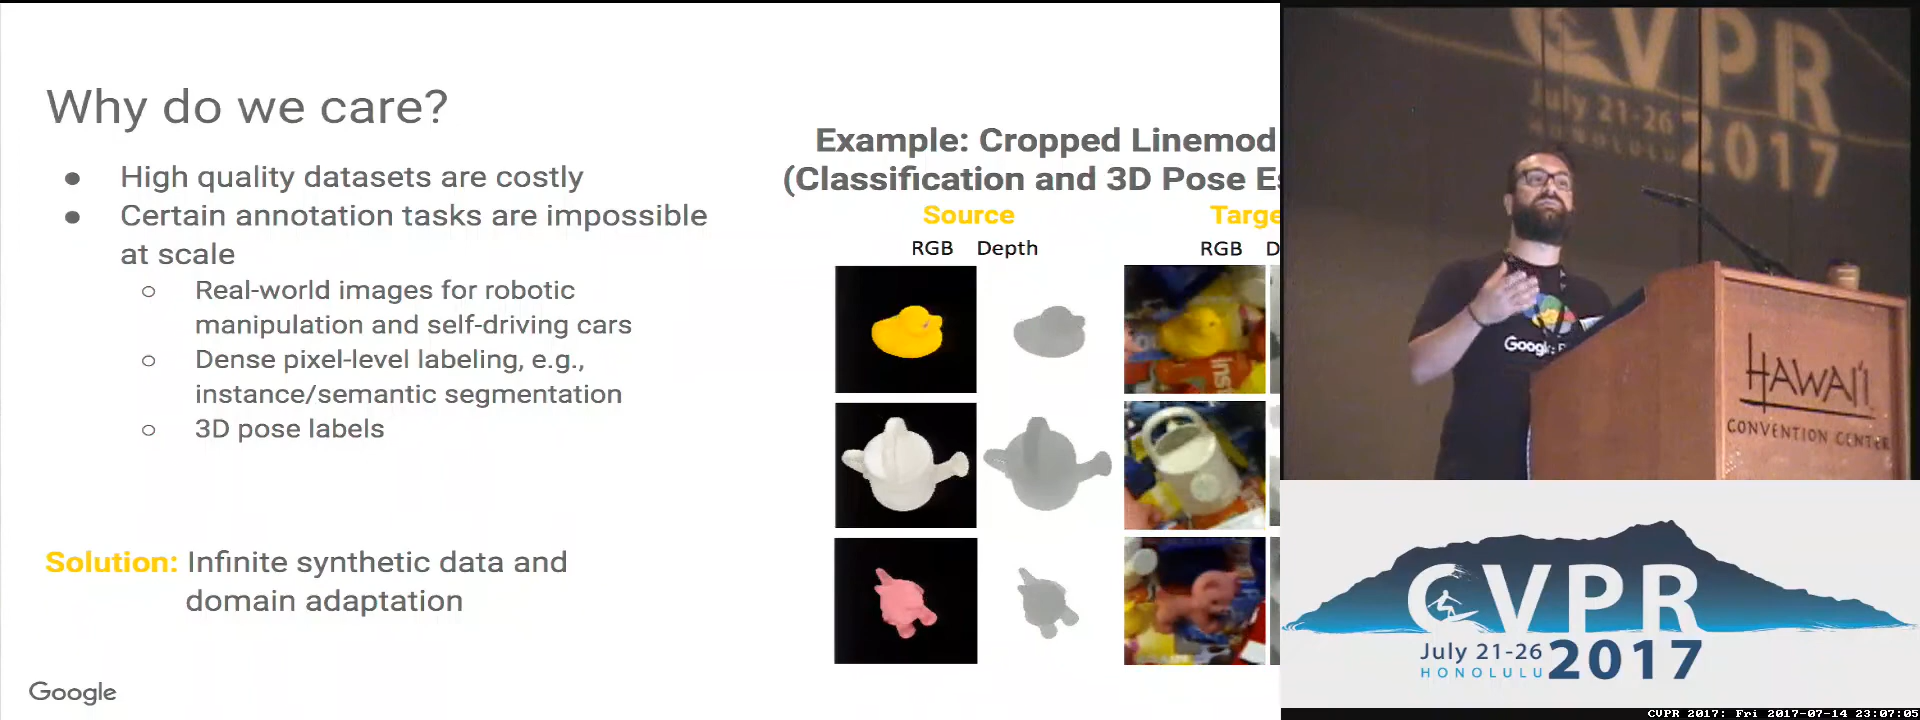 Why do we care?
● High quality datasets are costly
● Certain annotation tasks are impossible
at scale
○ Real-world images for robotic
manipulation and self-driving cars
○ Dense pixel-level labeling, e.g.,
instance/semantic segmentation
○ 3D pose labels
Solution: Infinite synthetic data and
domain adaptation
Google
Example: Cropped Linemod
(Classification and 3D Pose Es
Source
Targe
RGB Depth
RGB D
CVPR
July 21-26
HONOLULU
2017
Google
HAWAI'I
CONVENTION CENTER
CVPR
July 21-26
HONOLULU
2017
CVPR 2017: Fri 2017-07-14 23:07:05